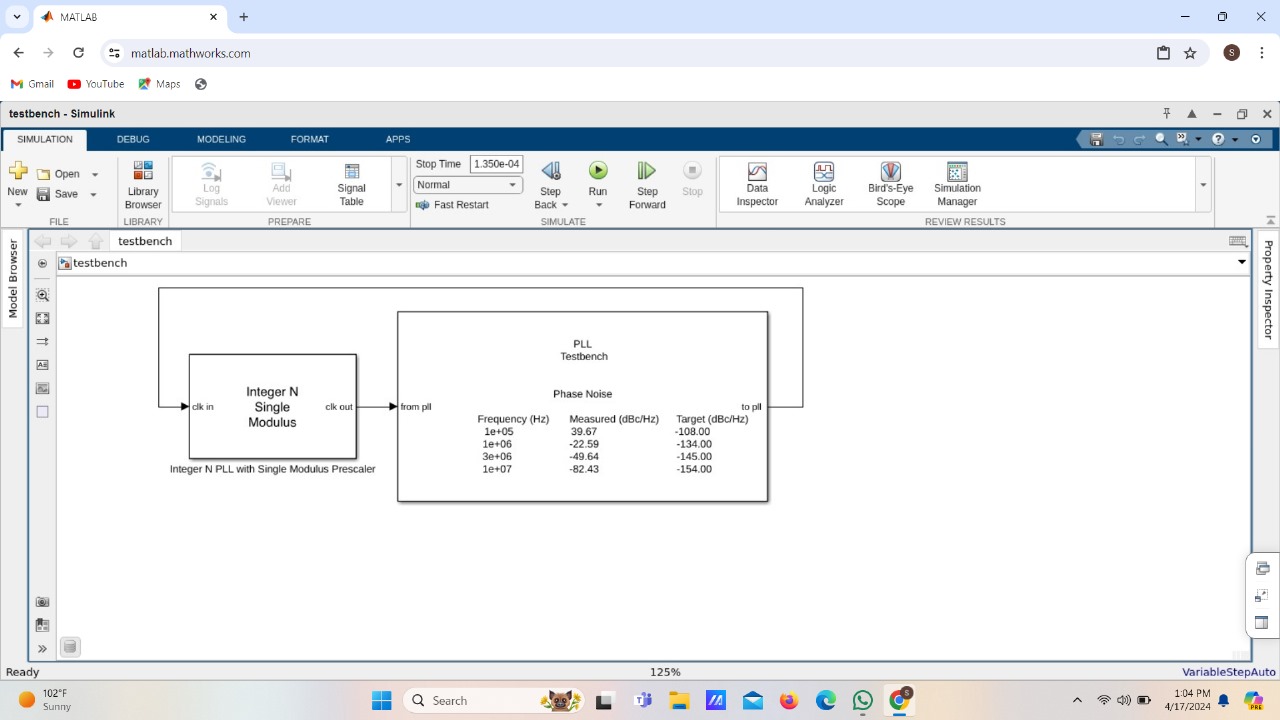 MATLAB
matlab.mathworks.com
S
Gmail YouTube Maps
testbench - Simulink
SIMULATION DEBUG MODELING FORMAT APPS
New
Open
Save
FILE
Library
Browser
LIBRARY
Log
Signals
Add
Viewer
Signal
Table
PREPARE
Stop Time 1.350e-04
Normal
Fast Restart
Step
Back
Run
Step
Forward
Stop
SIMULATE
Data
Inspector
Logic
Analyzer
Bird's-Eye
Scope
Simulation
Manager
REVIEW RESULTS
Model Browser
testbench
testbench
Property Inspector
clk in
Integer N
Single
Modulus
clk out
Integer N PLL with Single Modulus Prescaler
from pll
PLL
Testbench
Phase Noise
Frequency (Hz) Measured (dBc/Hz) Target (dBc/Hz)
1e+05 39.67 -108.00
1e+06 -22.59 -134.00
3e+06 -49.64 -145.00
1e+07 -82.43 -154.00
to pll
Ready 125% VariableStepAuto
102°F
Sunny
Search
S
1:04 PM
4/17/2024
PRE